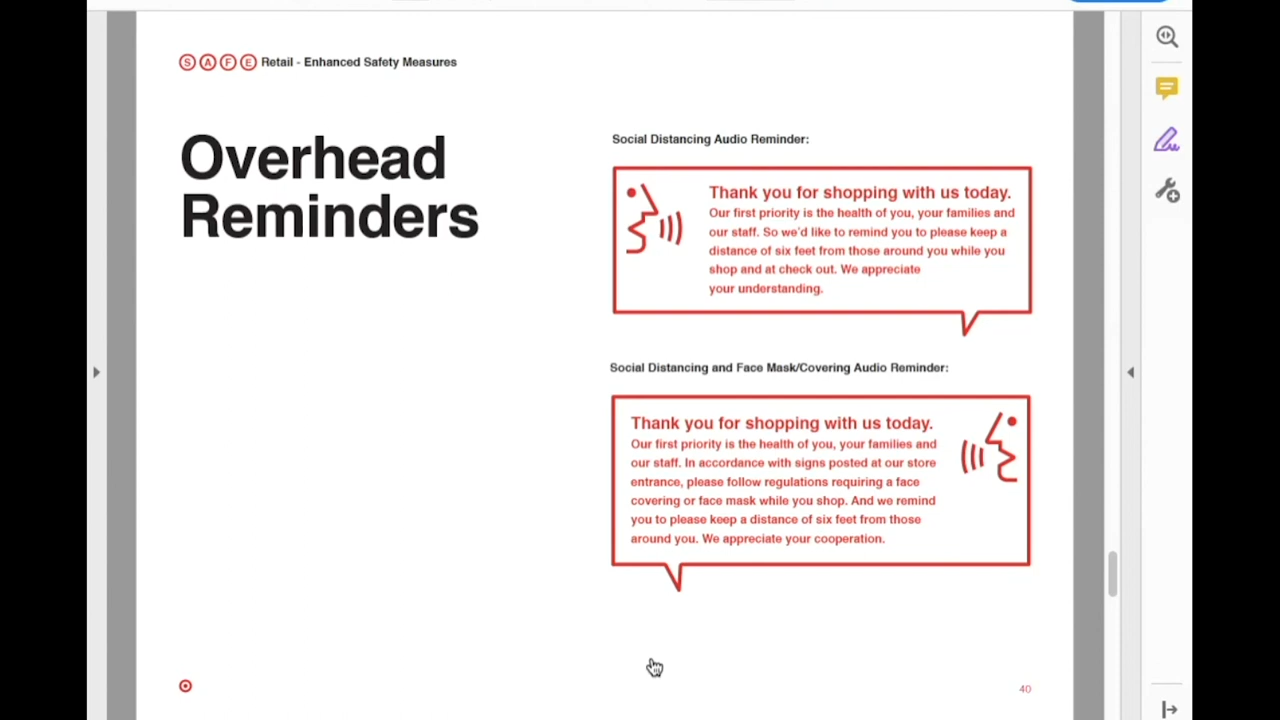 S A F E Retail - Enhanced Safety Measures
Overhead
Reminders
Social Distancing Audio Reminder:
Thank you for shopping with us today.
Our first priority is the health of you, your families and
our staff. So we'd like to remind you to please keep a
distance of six feet from those around you while you
shop and at check out. We appreciate
your understanding.
Social Distancing and Face Mask/Covering Audio Reminder:
Thank you for shopping with us today.
Our first priority is the health of you, your families and
our staff. In accordance with signs posted at our store
entrance, please follow regulations requiring a face
covering or face mask while you shop. And we remind
you to please keep a distance of six feet from those
around you. We appreciate your cooperation.
40